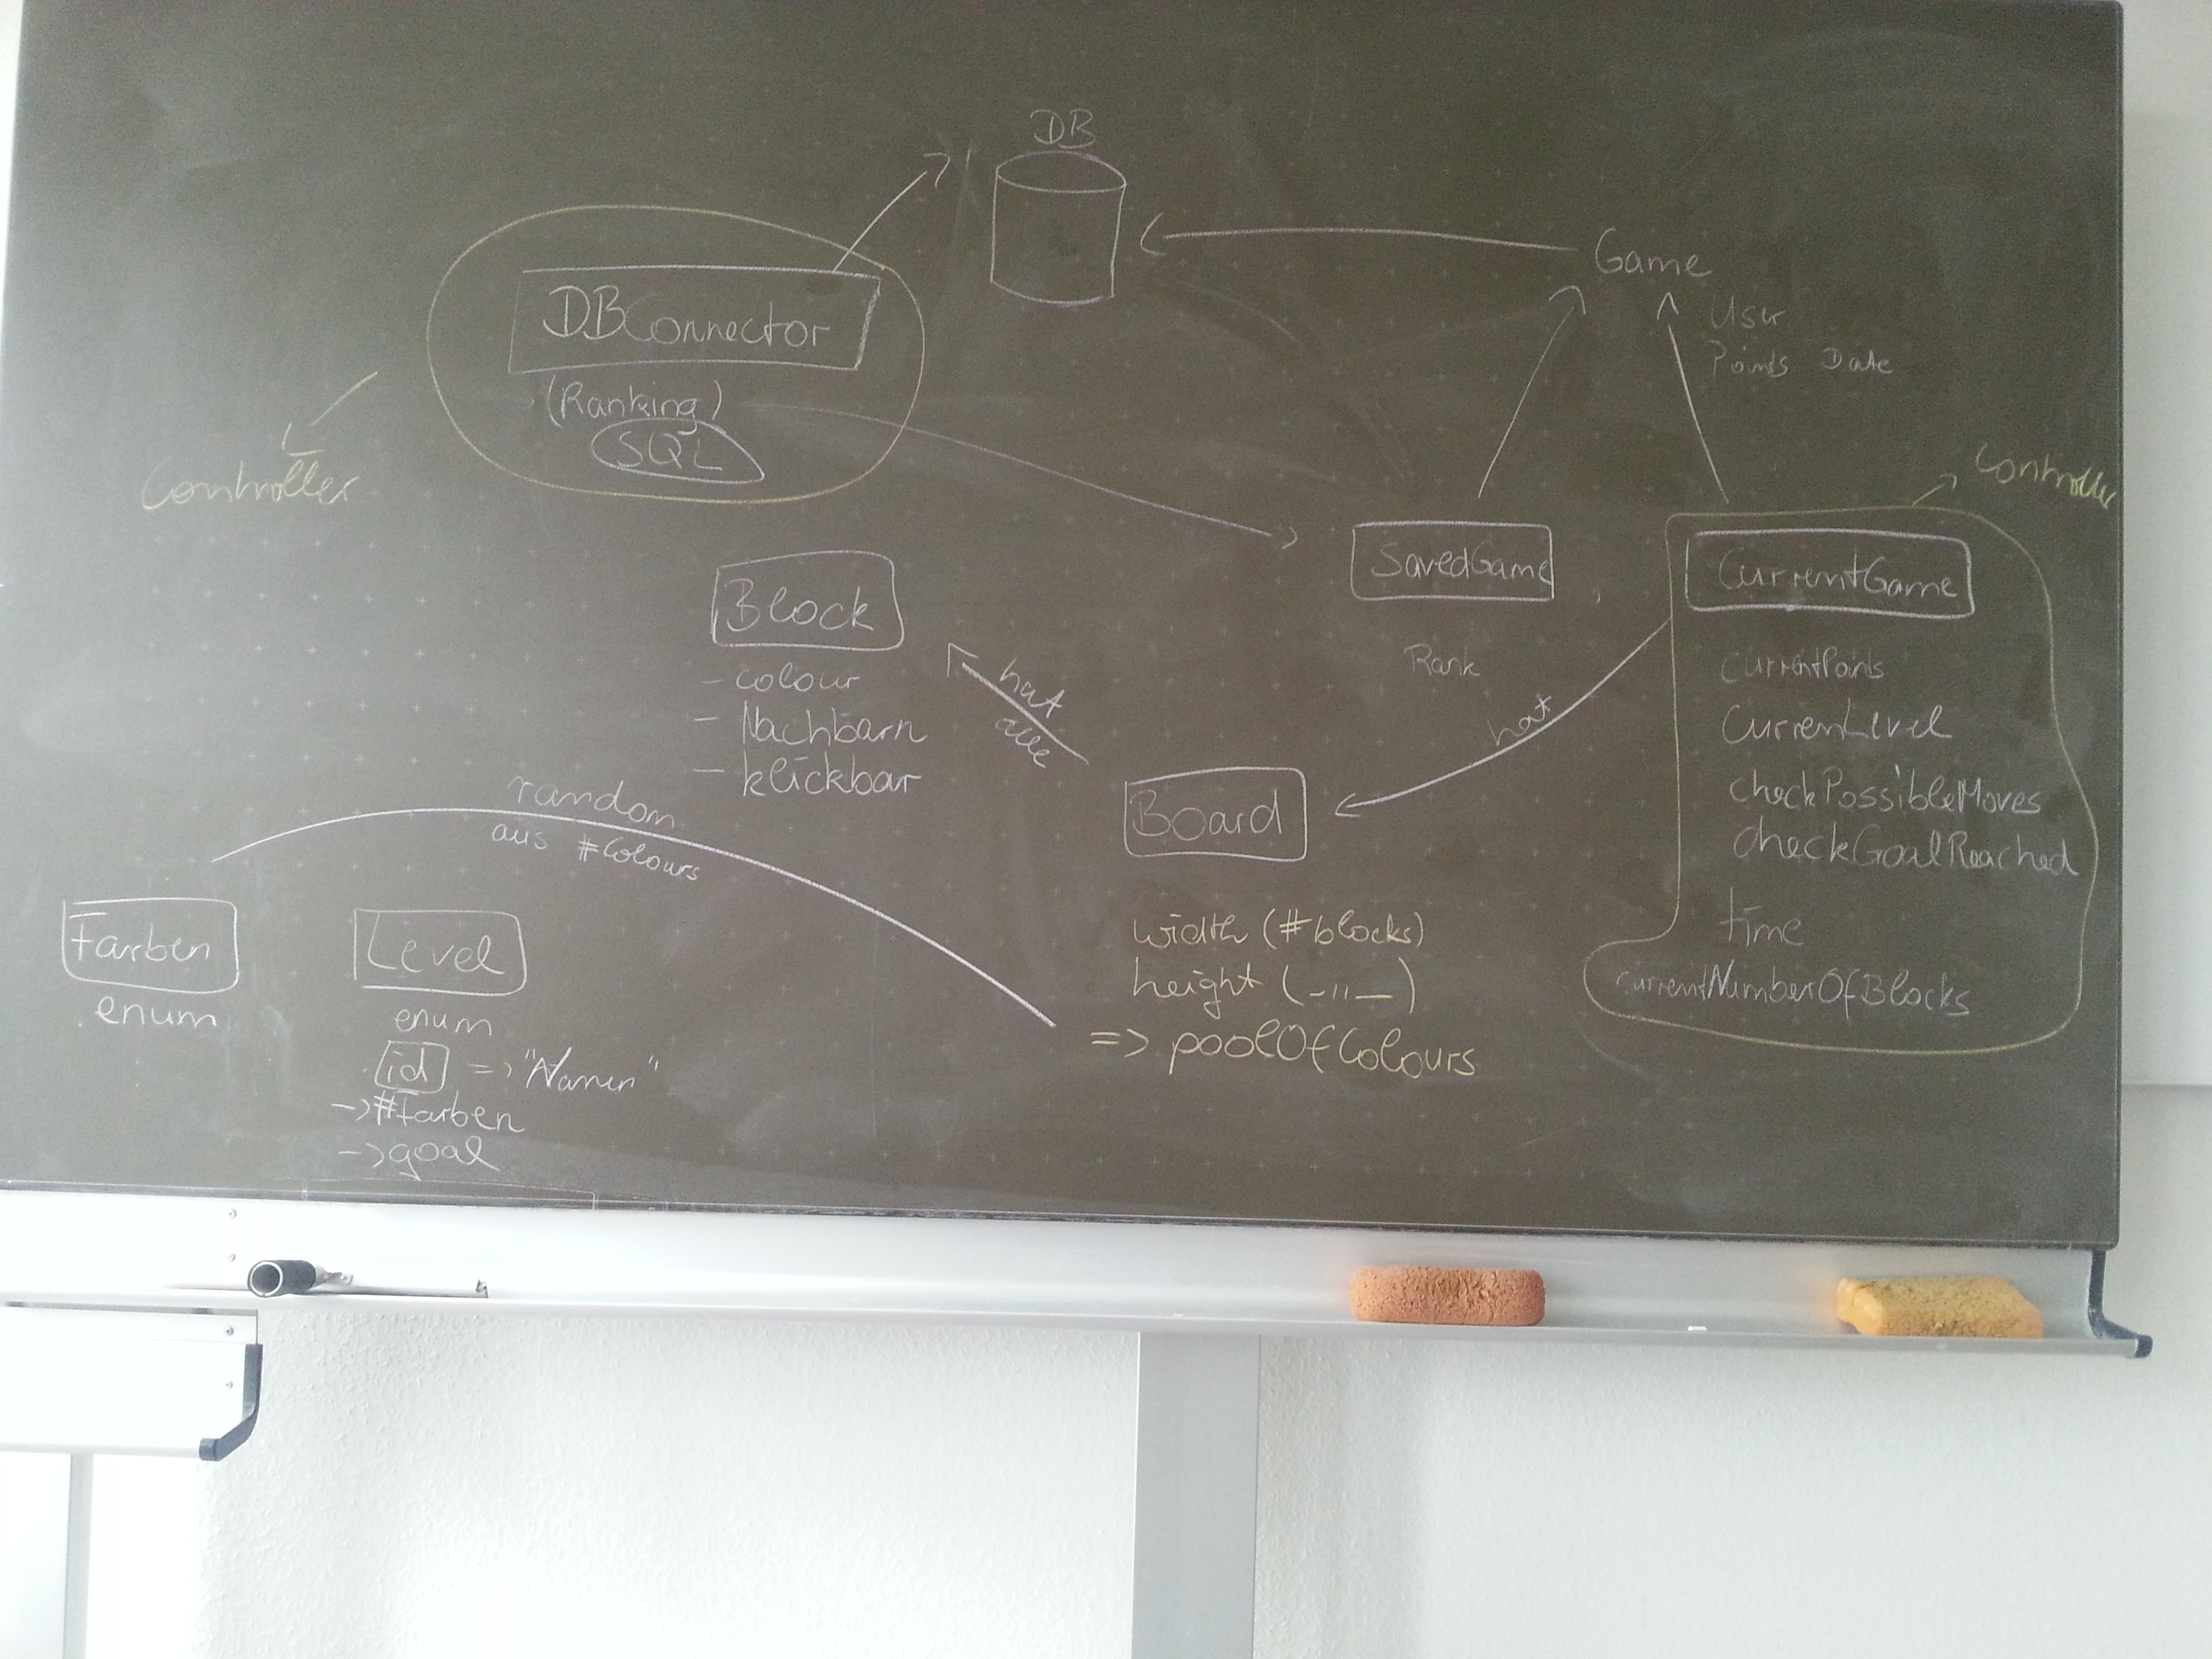 DB
DBConnector
(Ranking)
SQL
Controller
Game
User
Points Date
Controller
SavedGame
Rank
CurrentGame
currentPoints
currenLevel
checkPossibleMoves
checkGoalReached
time
currentNumberOfBlocks
hat
Block
- colour
- Nachbarn
- klickbar
hat
alle
Board
width (#blocks)
height (-"-)
=> poolOfColours
random
aus #Colours
Farben
enum
Level
enum
id => "Namen"
-> #farben
-> goal